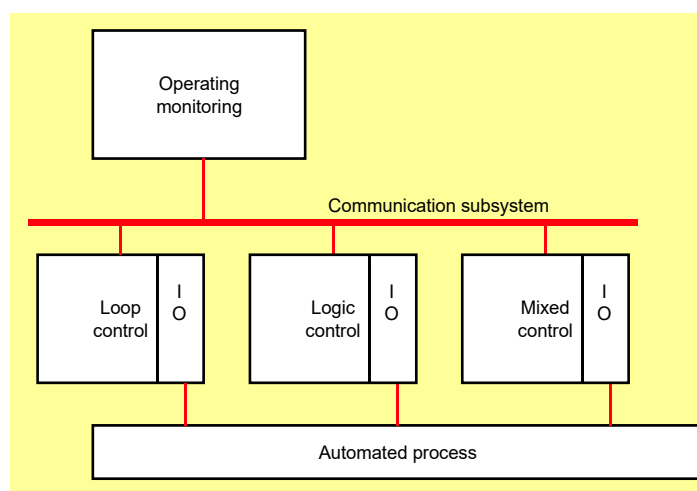 Operating
monitoring
Communication subsystem
Loop
control
I
O
Logic
control
I
O
Mixed
control
I
O
Automated process